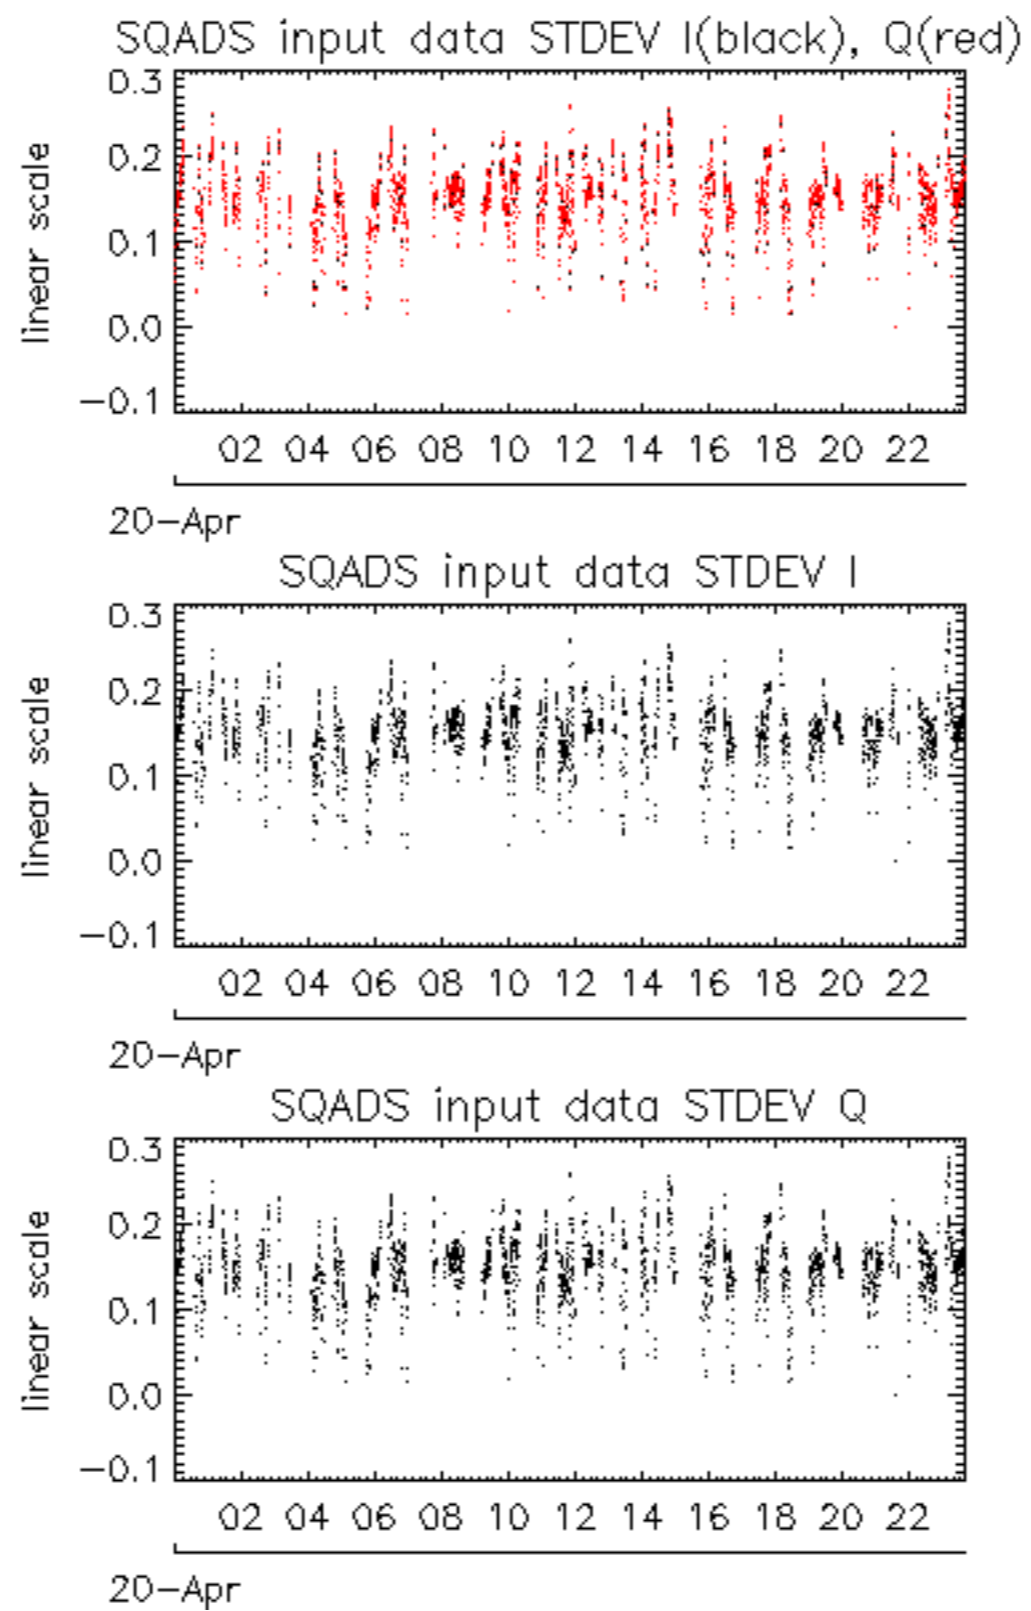 SQADS input data STDEV I(black), Q(red)
0.3
0.2
0.1
0.0
−0.1
linear scale
02 04 06 08 10 12 14 16 18 20 22
20−Apr
SQADS input data STDEV I
0.3
0.2
0.1
0.0
−0.1
linear scale
02 04 06 08 10 12 14 16 18 20 22
20−Apr
SQADS input data STDEV Q
0.3
0.2
0.1
0.0
−0.1
linear scale
02 04 06 08 10 12 14 16 18 20 22
20−Apr